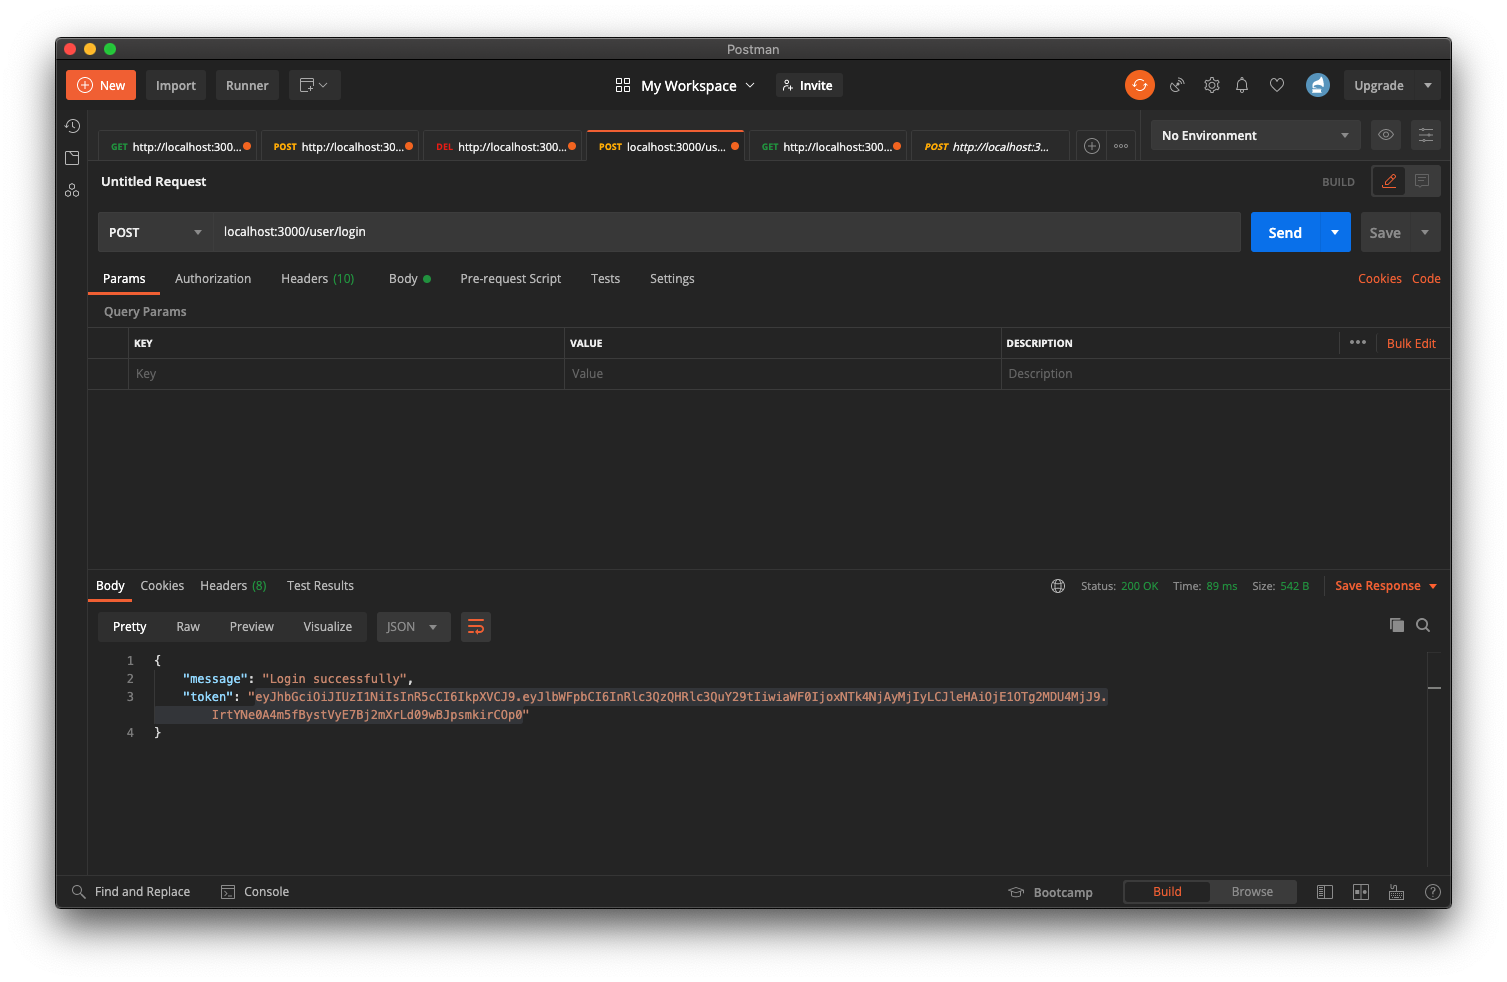 Postman
New
Import
Runner
My Workspace
Invite
Upgrade
GET http://localhost:300...
POST http://localhost:30...
DEL http://localhost:300...
POST localhost:3000/us...
GET http://localhost:300...
POST http://localhost:3...
No Environment
Untitled Request
BUILD
POST
localhost:3000/user/login
Send
Save
Params
Authorization
Headers (10)
Body
Pre-request Script
Tests
Settings
Cookies
Code
Query Params
KEY
VALUE
DESCRIPTION
Bulk Edit
Key
Value
Description
Body
Cookies
Headers (8)
Test Results
Status: 200 OK
Time: 89 ms
Size: 542 B
Save Response
Pretty
Raw
Preview
Visualize
JSON
1 {
2 "message": "Login successfully",
3 "token": "eyJhbGciOiJIUzI1NiIsInR5cCI6IkpXVCJ9.eyJlbWFpbCI6InRlc3QzQHRlc3QuY29tIiwiaWF0IjoxNTk4NjAyMjIyLCJleHAiOjE1OTg2MDU4MjJ9.
IrtYNe0A4m5fBystVyE7Bj2mXrLd09wBJpsmkirCOp0"
4 }
Find and Replace
Console
Bootcamp
Build
Browse